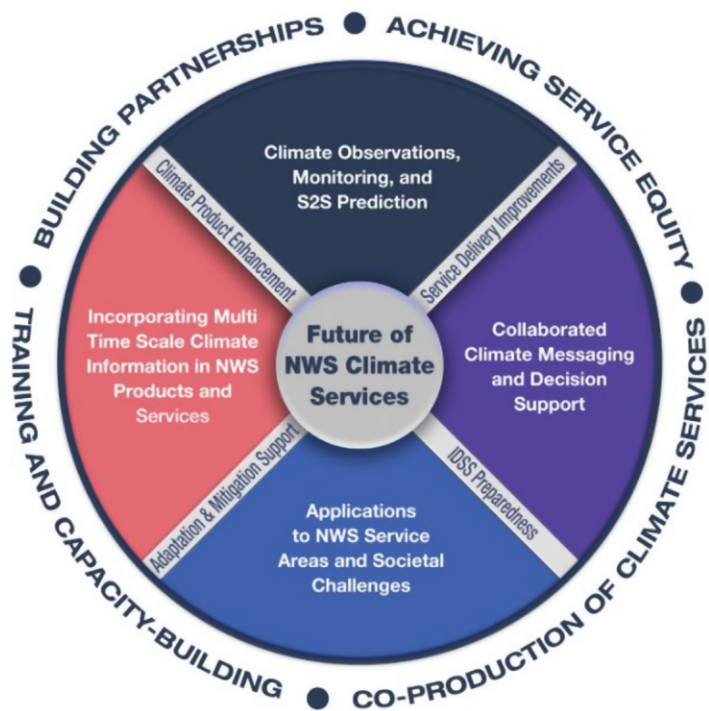 BUILDING PARTNERSHIPS
ACHIEVING SERVICE EQUITY
CO-PRODUCTION OF CLIMATE SERVICES
TRAINING AND CAPACITY-BUILDING
Climate Observations,
Monitoring, and
S2S Prediction
Climate Product Enhancement
Service Delivery Improvements
Incorporating Multi
Time Scale Climate
Information in NWS
Products and
Services
Future of
NWS Climate
Services
Collaborated
Climate Messaging
and Decision
Support
Adaptation & Mitigation Support
IDSS Preparedness
Applications
to NWS Service
Areas and Societal
Challenges